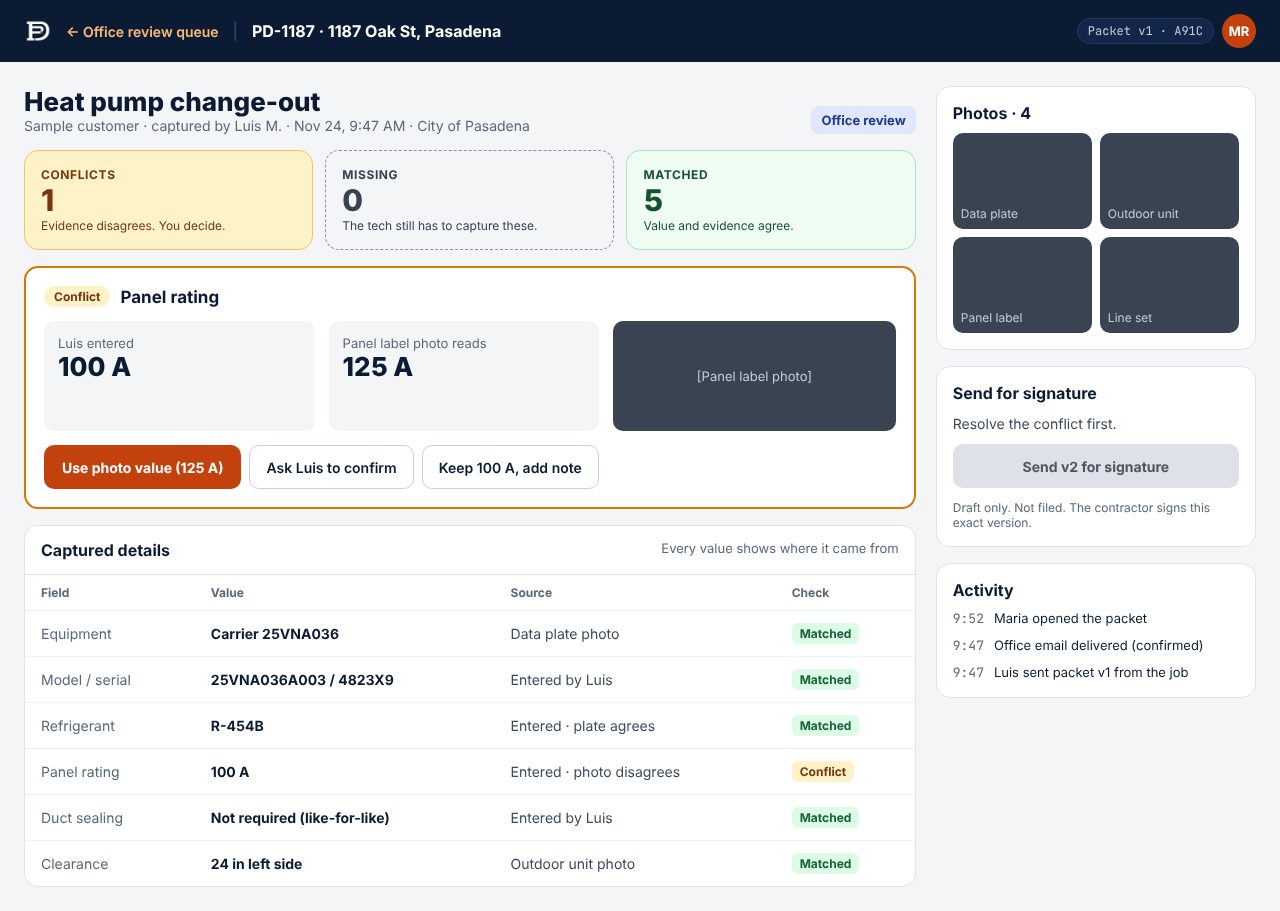 ← Office review queue
PD-1187 · 1187 Oak St, Pasadena
Packet v1 · A91C
MR
Heat pump change-out
Sample customer · captured by Luis M. · Nov 24, 9:47 AM · City of Pasadena
Office review
CONFLICTS
1
Evidence disagrees. You decide.
MISSING
0
The tech still has to capture these.
MATCHED
5
Value and evidence agree.
Conflict
Panel rating
Luis entered
100 A
Panel label photo reads
125 A
[Panel label photo]
Use photo value (125 A)
Ask Luis to confirm
Keep 100 A, add note
Captured details
Every value shows where it came from
Field Value Source Check
Equipment Carrier 25VNA036 Data plate photo Matched
Model / serial 25VNA036A003 / 4823X9 Entered by Luis Matched
Refrigerant R-454B Entered · plate agrees Matched
Panel rating 100 A Entered · photo disagrees Conflict
Duct sealing Not required (like-for-like) Entered by Luis Matched
Clearance 24 in left side Outdoor unit photo Matched
Photos · 4
Data plate
Outdoor unit
Panel label
Line set
Send for signature
Resolve the conflict first.
Send v2 for signature
Draft only. Not filed. The contractor signs this
exact version.
Activity
9:52 Maria opened the packet
9:47 Office email delivered (confirmed)
9:47 Luis sent packet v1 from the job